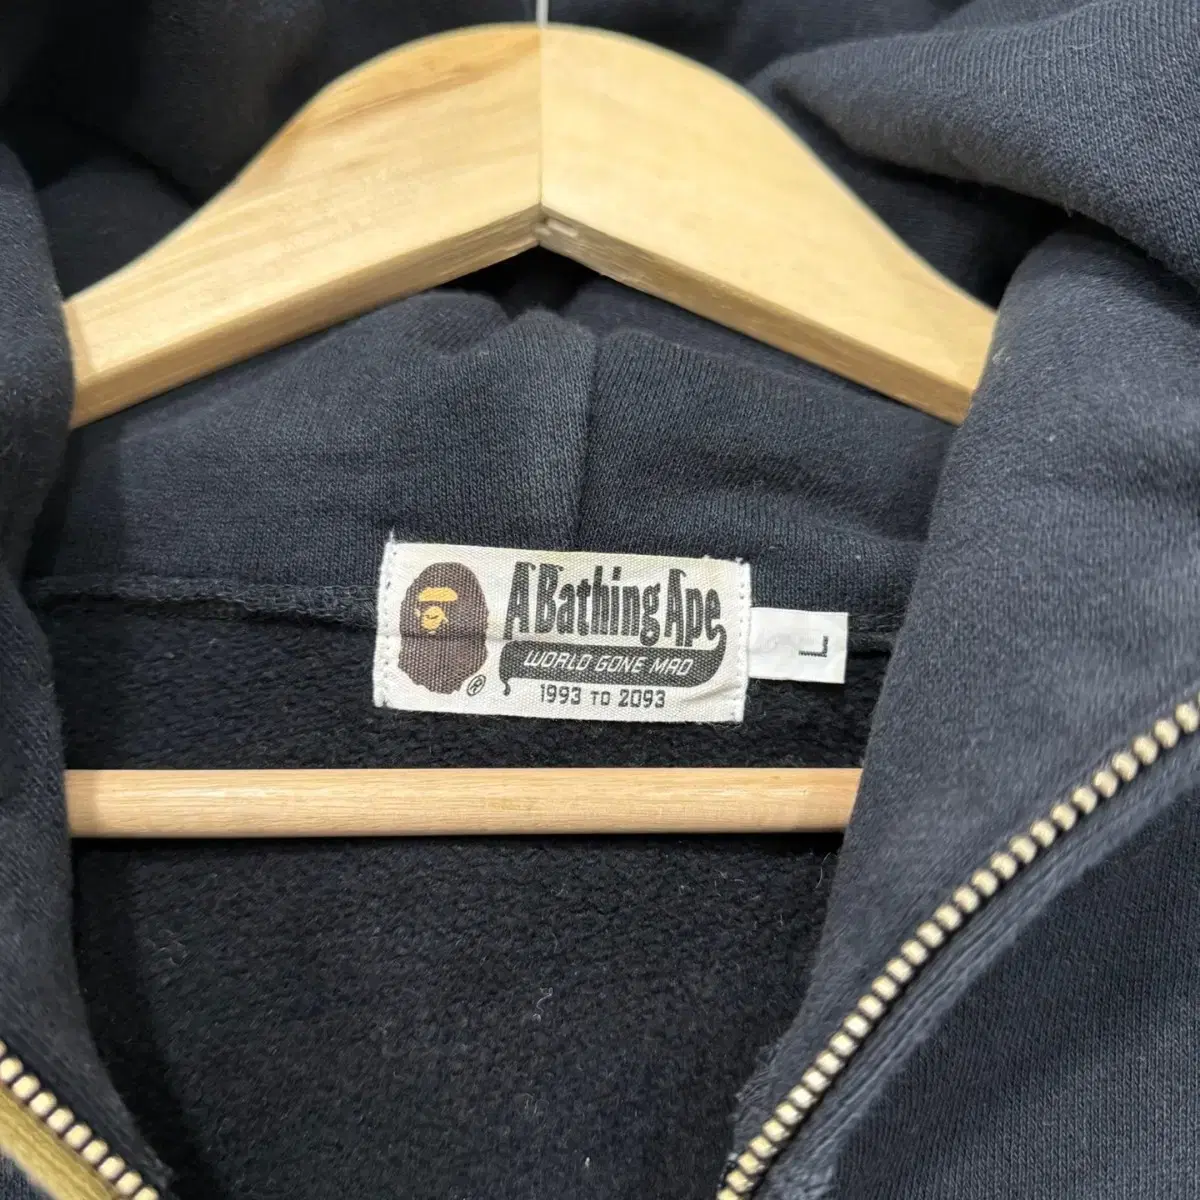 A Bathing Ape
WORLD GONE MAD
®
1993 TO 2093
L